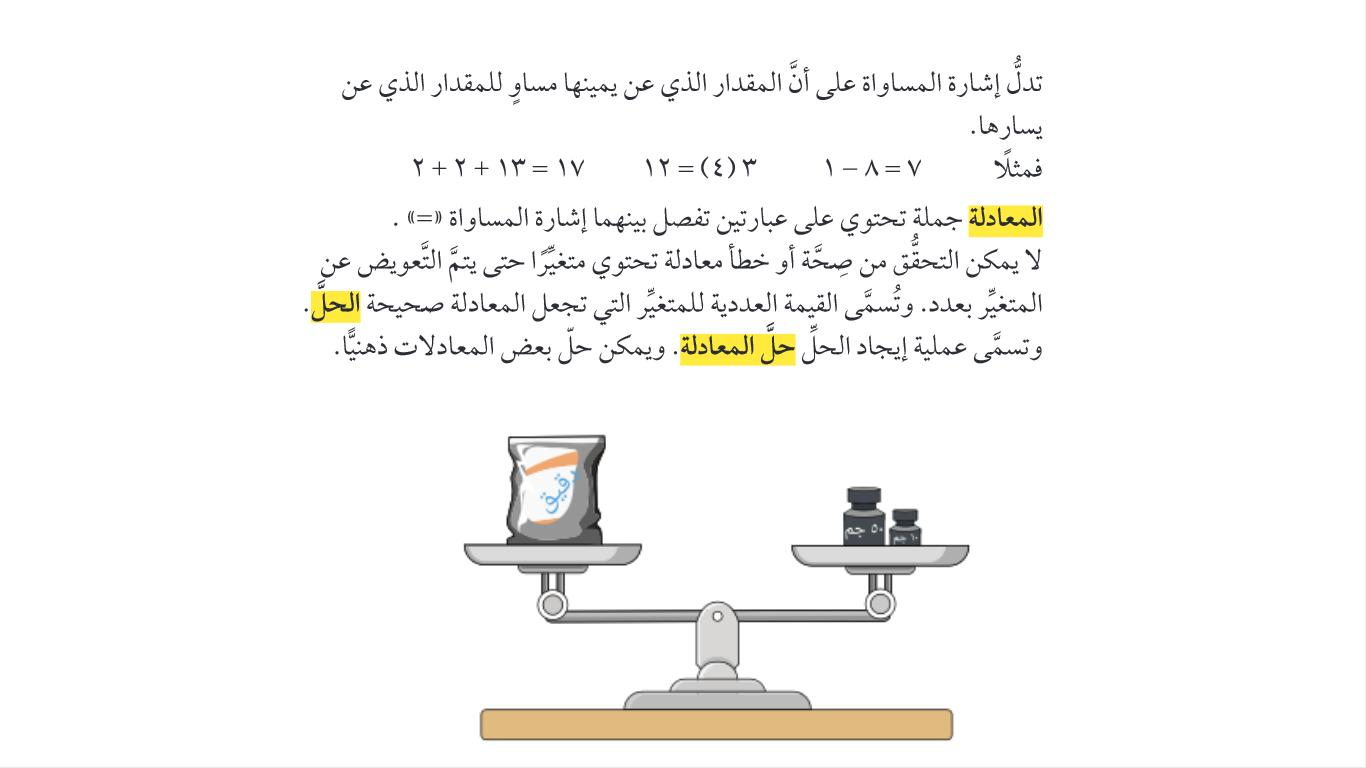 تدلُّ إشارة المساواة على أنَّ المقدار الذي عن يمينها مساوٍ للمقدار الذي عن
يسارها.
فمثلًا ٧ = ٨ – ١ ٣ (٤) = ١٢ ١٧ = ١٣ + ٢ + ٢
المعادلة جملة تحتوي على عبارتين تفصل بينهما إشارة المساواة «=» .
لا يمكن التحقُّق من صِحَّة أو خطأ معادلة تحتوي متغيِّرًا حتى يتمَّ التَّعويض عن
المتغيِّر بعدد. وتُسمَّى القيمة العددية للمتغيِّر التي تجعل المعادلة صحيحة الحلَّ.
وتسمَّى عملية إيجاد الحلِّ حلَّ المعادلة. ويمكن حلّ بعض المعادلات ذهنيًّا.
دقيق
٥٠ جم
١٠ جم